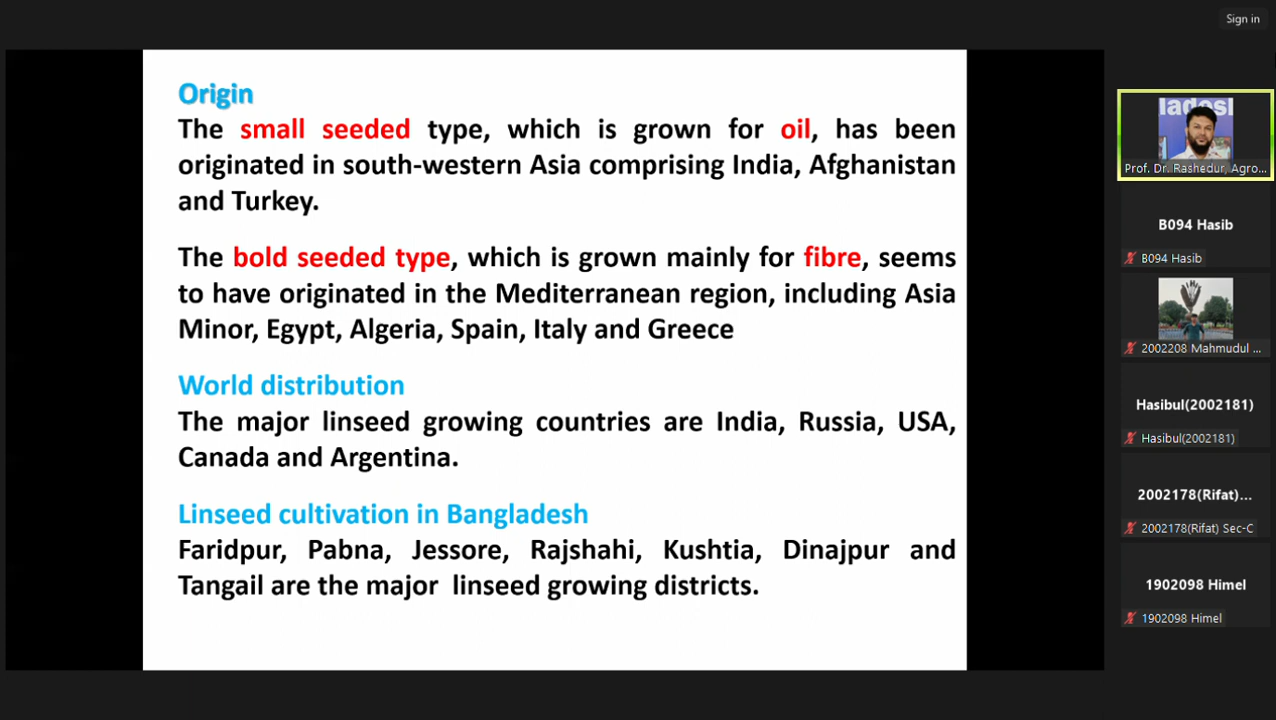 Sign in
Origin
The small seeded type, which is grown for oil, has been
originated in south-western Asia comprising India, Afghanistan
and Turkey.
The bold seeded type, which is grown mainly for fibre, seems
to have originated in the Mediterranean region, including Asia
Minor, Egypt, Algeria, Spain, Italy and Greece
World distribution
The major linseed growing countries are India, Russia, USA,
Canada and Argentina.
Linseed cultivation in Bangladesh
Faridpur, Pabna, Jessore, Rajshahi, Kushtia, Dinajpur and
Tangail are the major linseed growing districts.
Prof. Dr. Rashedur, Agro...
B094 Hasib
B094 Hasib
2002208 Mahmudul ...
Hasibul(2002181)
Hasibul(2002181)
2002178(Rifat)...
2002178(Rifat) Sec-C
1902098 Himel
1902098 Himel